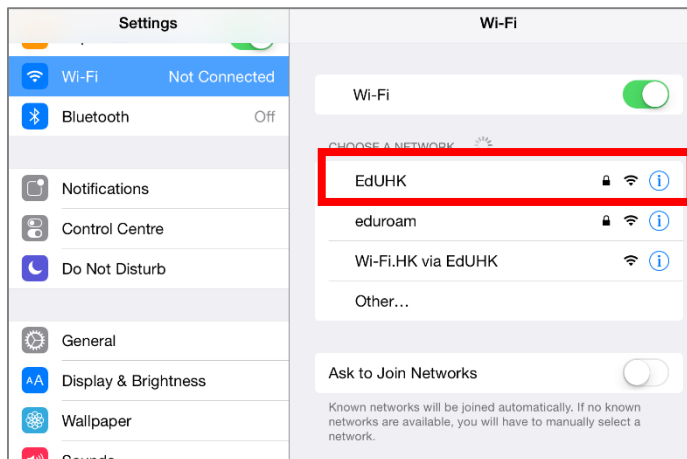 Settings
Wi-Fi Not Connected
Bluetooth Off
Notifications
Control Centre
Do Not Disturb
General
AA Display & Brightness
Wallpaper
Sounds
Wi-Fi
Wi-Fi
CHOOSE A NETWORK
EdUHK
eduroam
Wi-Fi.HK via EdUHK
Other...
Ask to Join Networks
Known networks will be joined automatically. If no known
networks are available, you will have to manually select a
network.